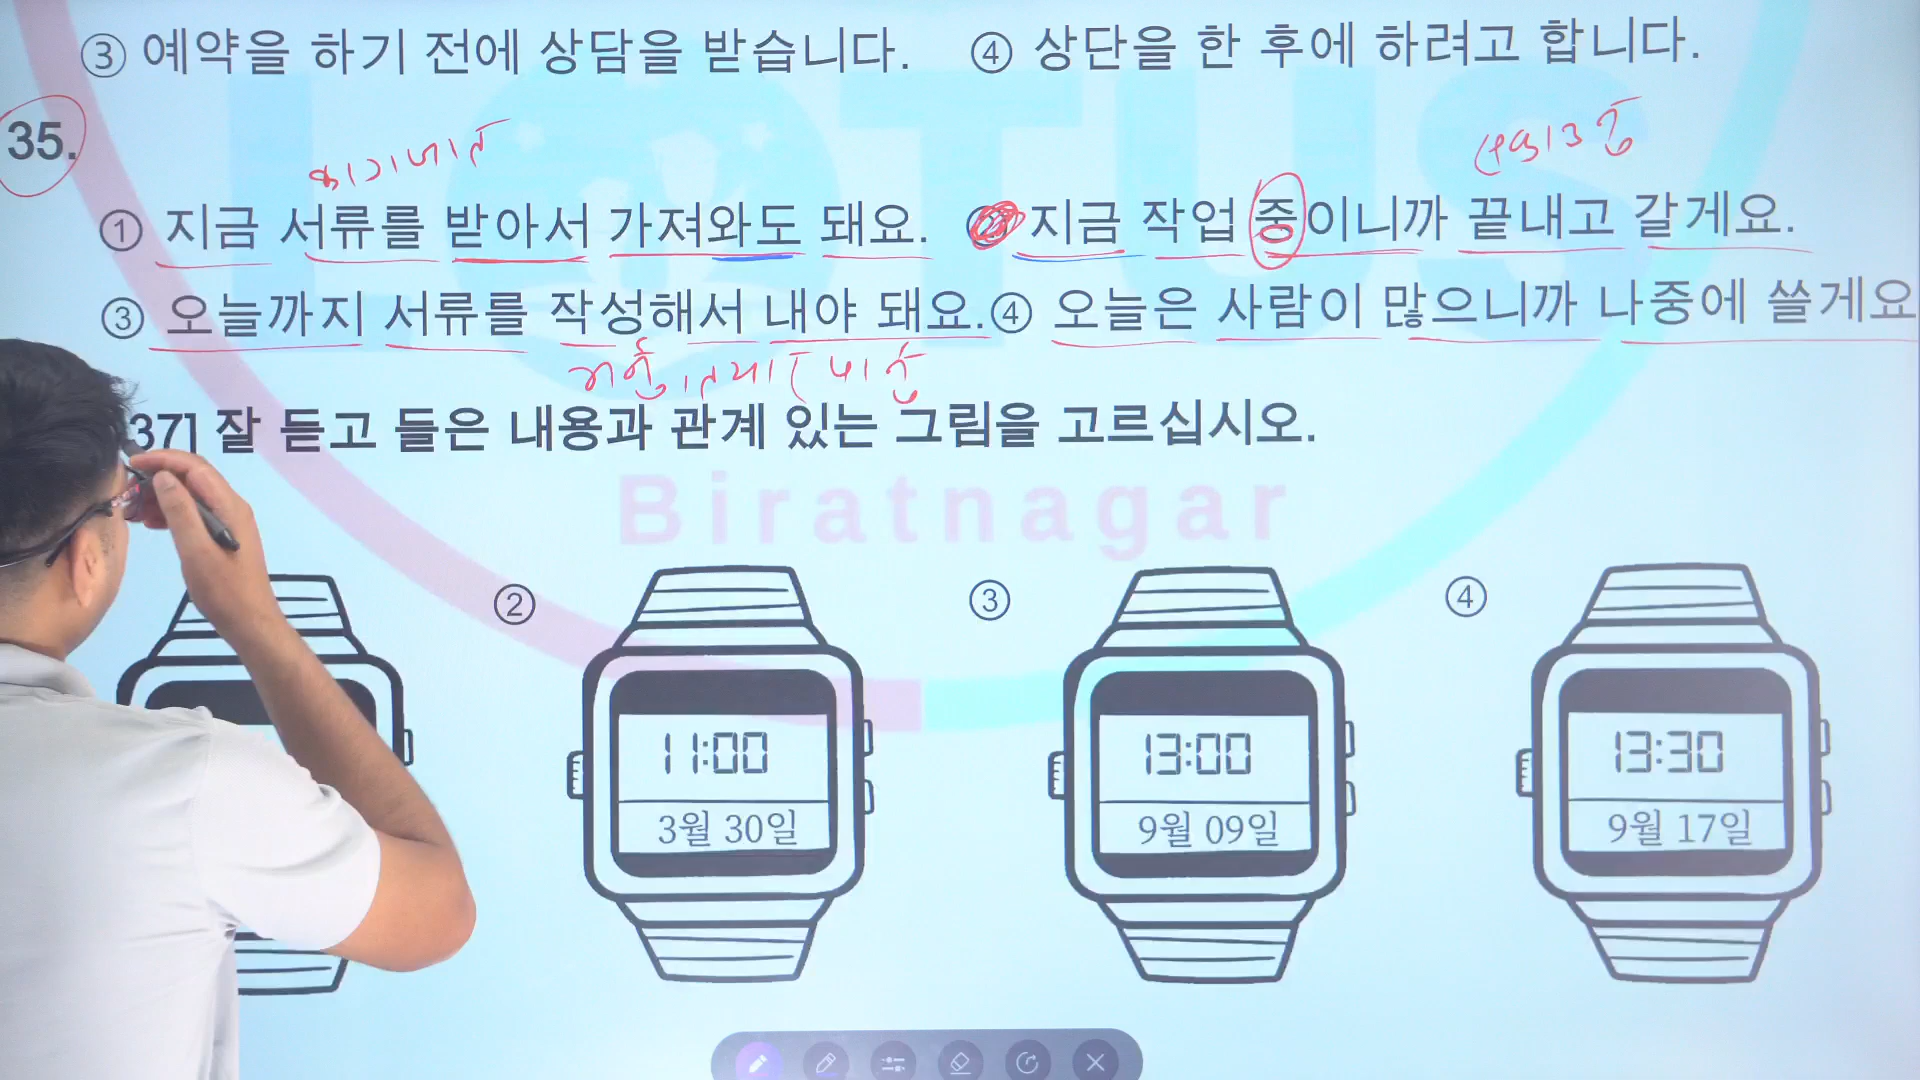 ③ 예약을 하기 전에 상담을 받습니다. ④ 상단을 한 후에 하려고 합니다.
35.
① 지금 서류를 받아서 가져와도 돼요. 지금 작업 중이니까 끝내고 갈게요.
③ 오늘까지 서류를 작성해서 내야 돼요. ④ 오늘은 사람이 많으니까 나중에 쓸게요
37] 잘 듣고 들은 내용과 관계 있는 그림을 고르십시오.
LOTUS
Biratnagar
② ③ ④
11:00 13:00 13:30
3월 30일 9월 09일 9월 17일